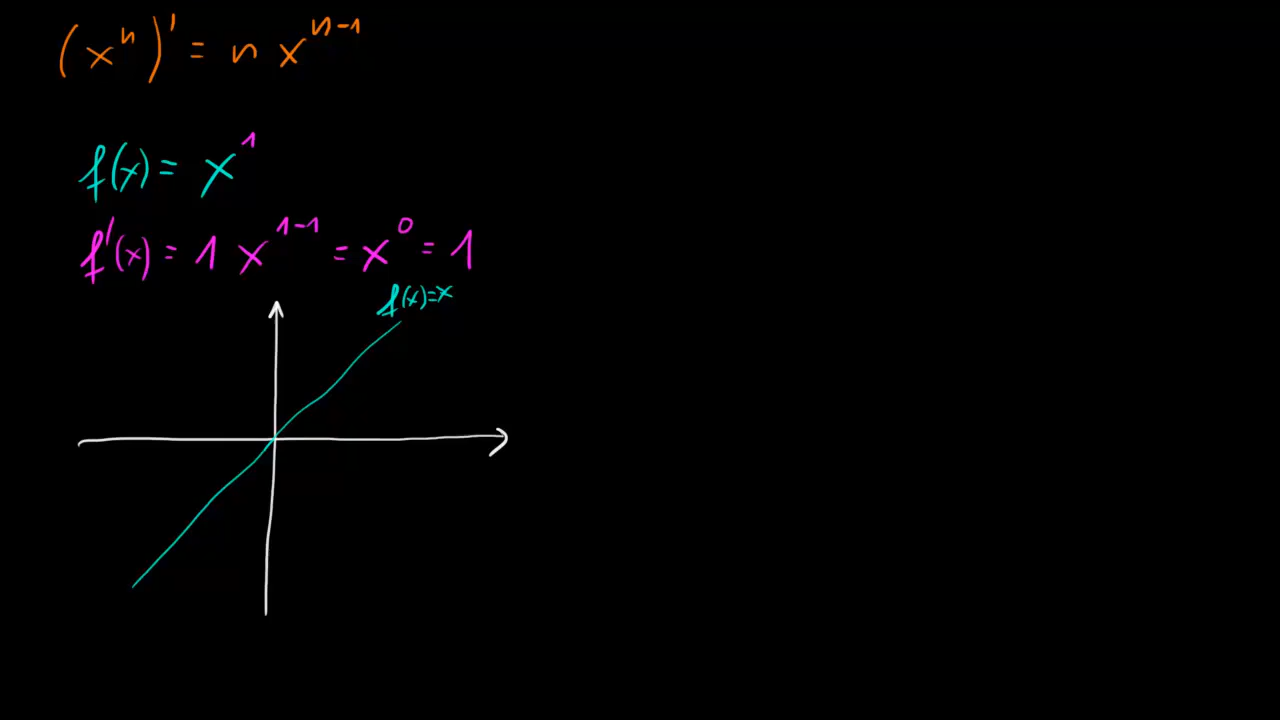 (xⁿ)' = n xⁿ⁻¹
f(x) = x¹
f'(x) = 1 x¹⁻¹ = x⁰ = 1
f(x)=x